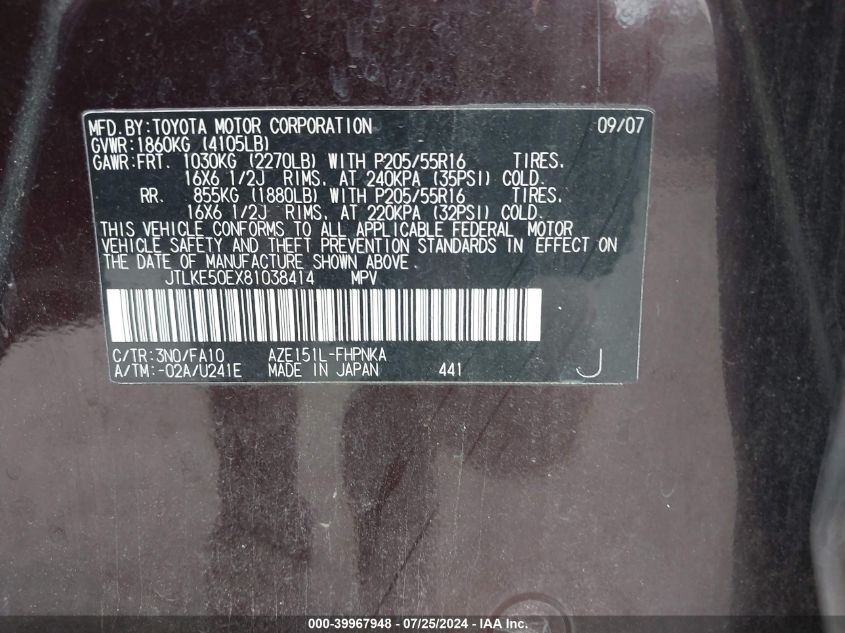 MFD.BY:TOYOTA MOTOR CORPORATION 09/07
GVWR:1860KG (4105LB)
GAWR:FRT. 1030KG (2270LB) WITH P205/55R16 TIRES,
16X6 1/2J RIMS, AT 240KPA (35PSI) COLD.
RR. 855KG (1880LB) WITH P205/55R16 TIRES,
16X6 1/2J RIMS, AT 220KPA (32PSI) COLD.
THIS VEHICLE CONFORMS TO ALL APPLICABLE FEDERAL MOTOR
VEHICLE SAFETY AND THEFT PREVENTION STANDARDS IN EFFECT ON
THE DATE OF MANUFACTURE SHOWN ABOVE.
JTLKE50EX81038414 MPV
C/TR:3N0/FA10 AZE151L-FHPNKA
A/TM:-02A/U241E MADE IN JAPAN 441 J
000-39967948 - 07/25/2024 - IAA Inc.